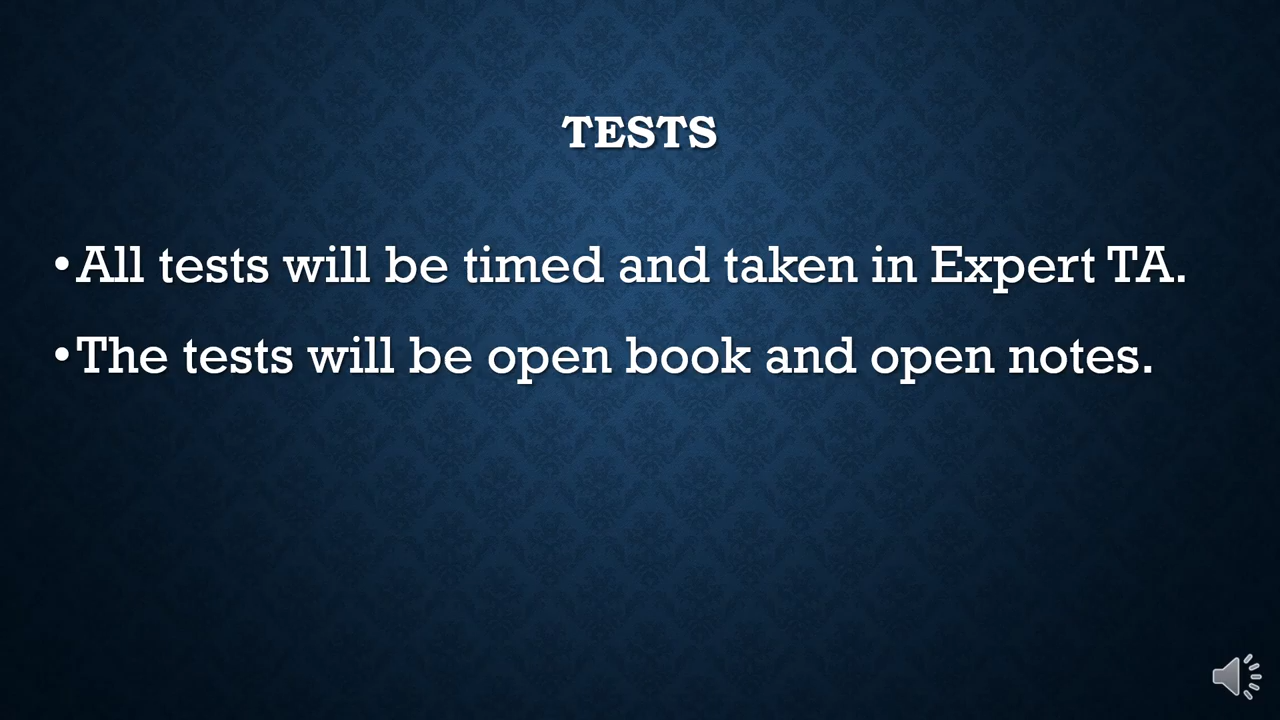 TESTS
•All tests will be timed and taken in Expert TA.
•The tests will be open book and open notes.